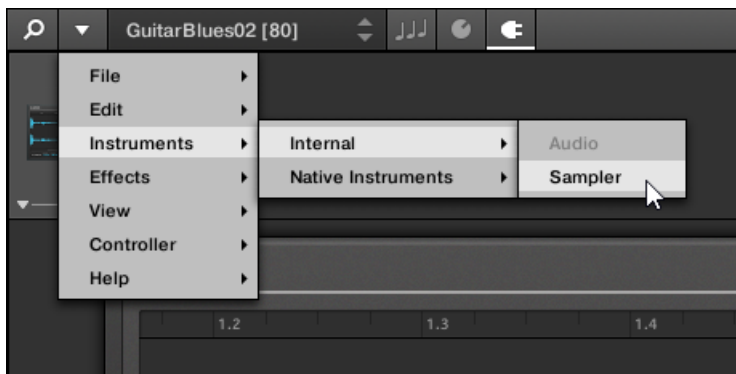 GuitarBlues02 [80]
File
Edit
Instruments
Internal
Audio
Effects
Native Instruments
Sampler
View
Controller
Help
1.2
1.3
1.4